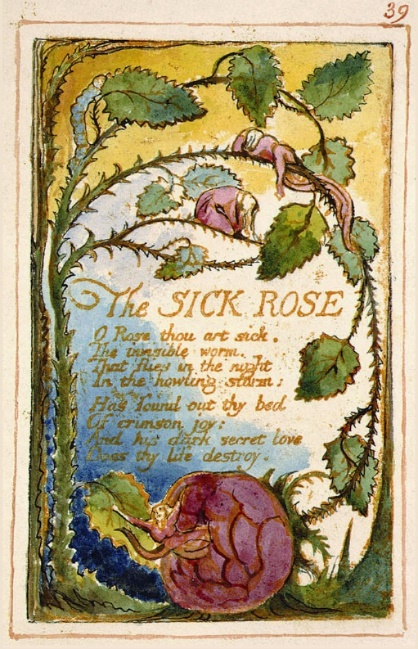 39
The SICK ROSE
O Rose thou art sick.
The invisible worm.
That flies in the night
In the howling storm:
Has found out thy bed
Of crimson joy:
And his dark secret love
Does thy life destroy.